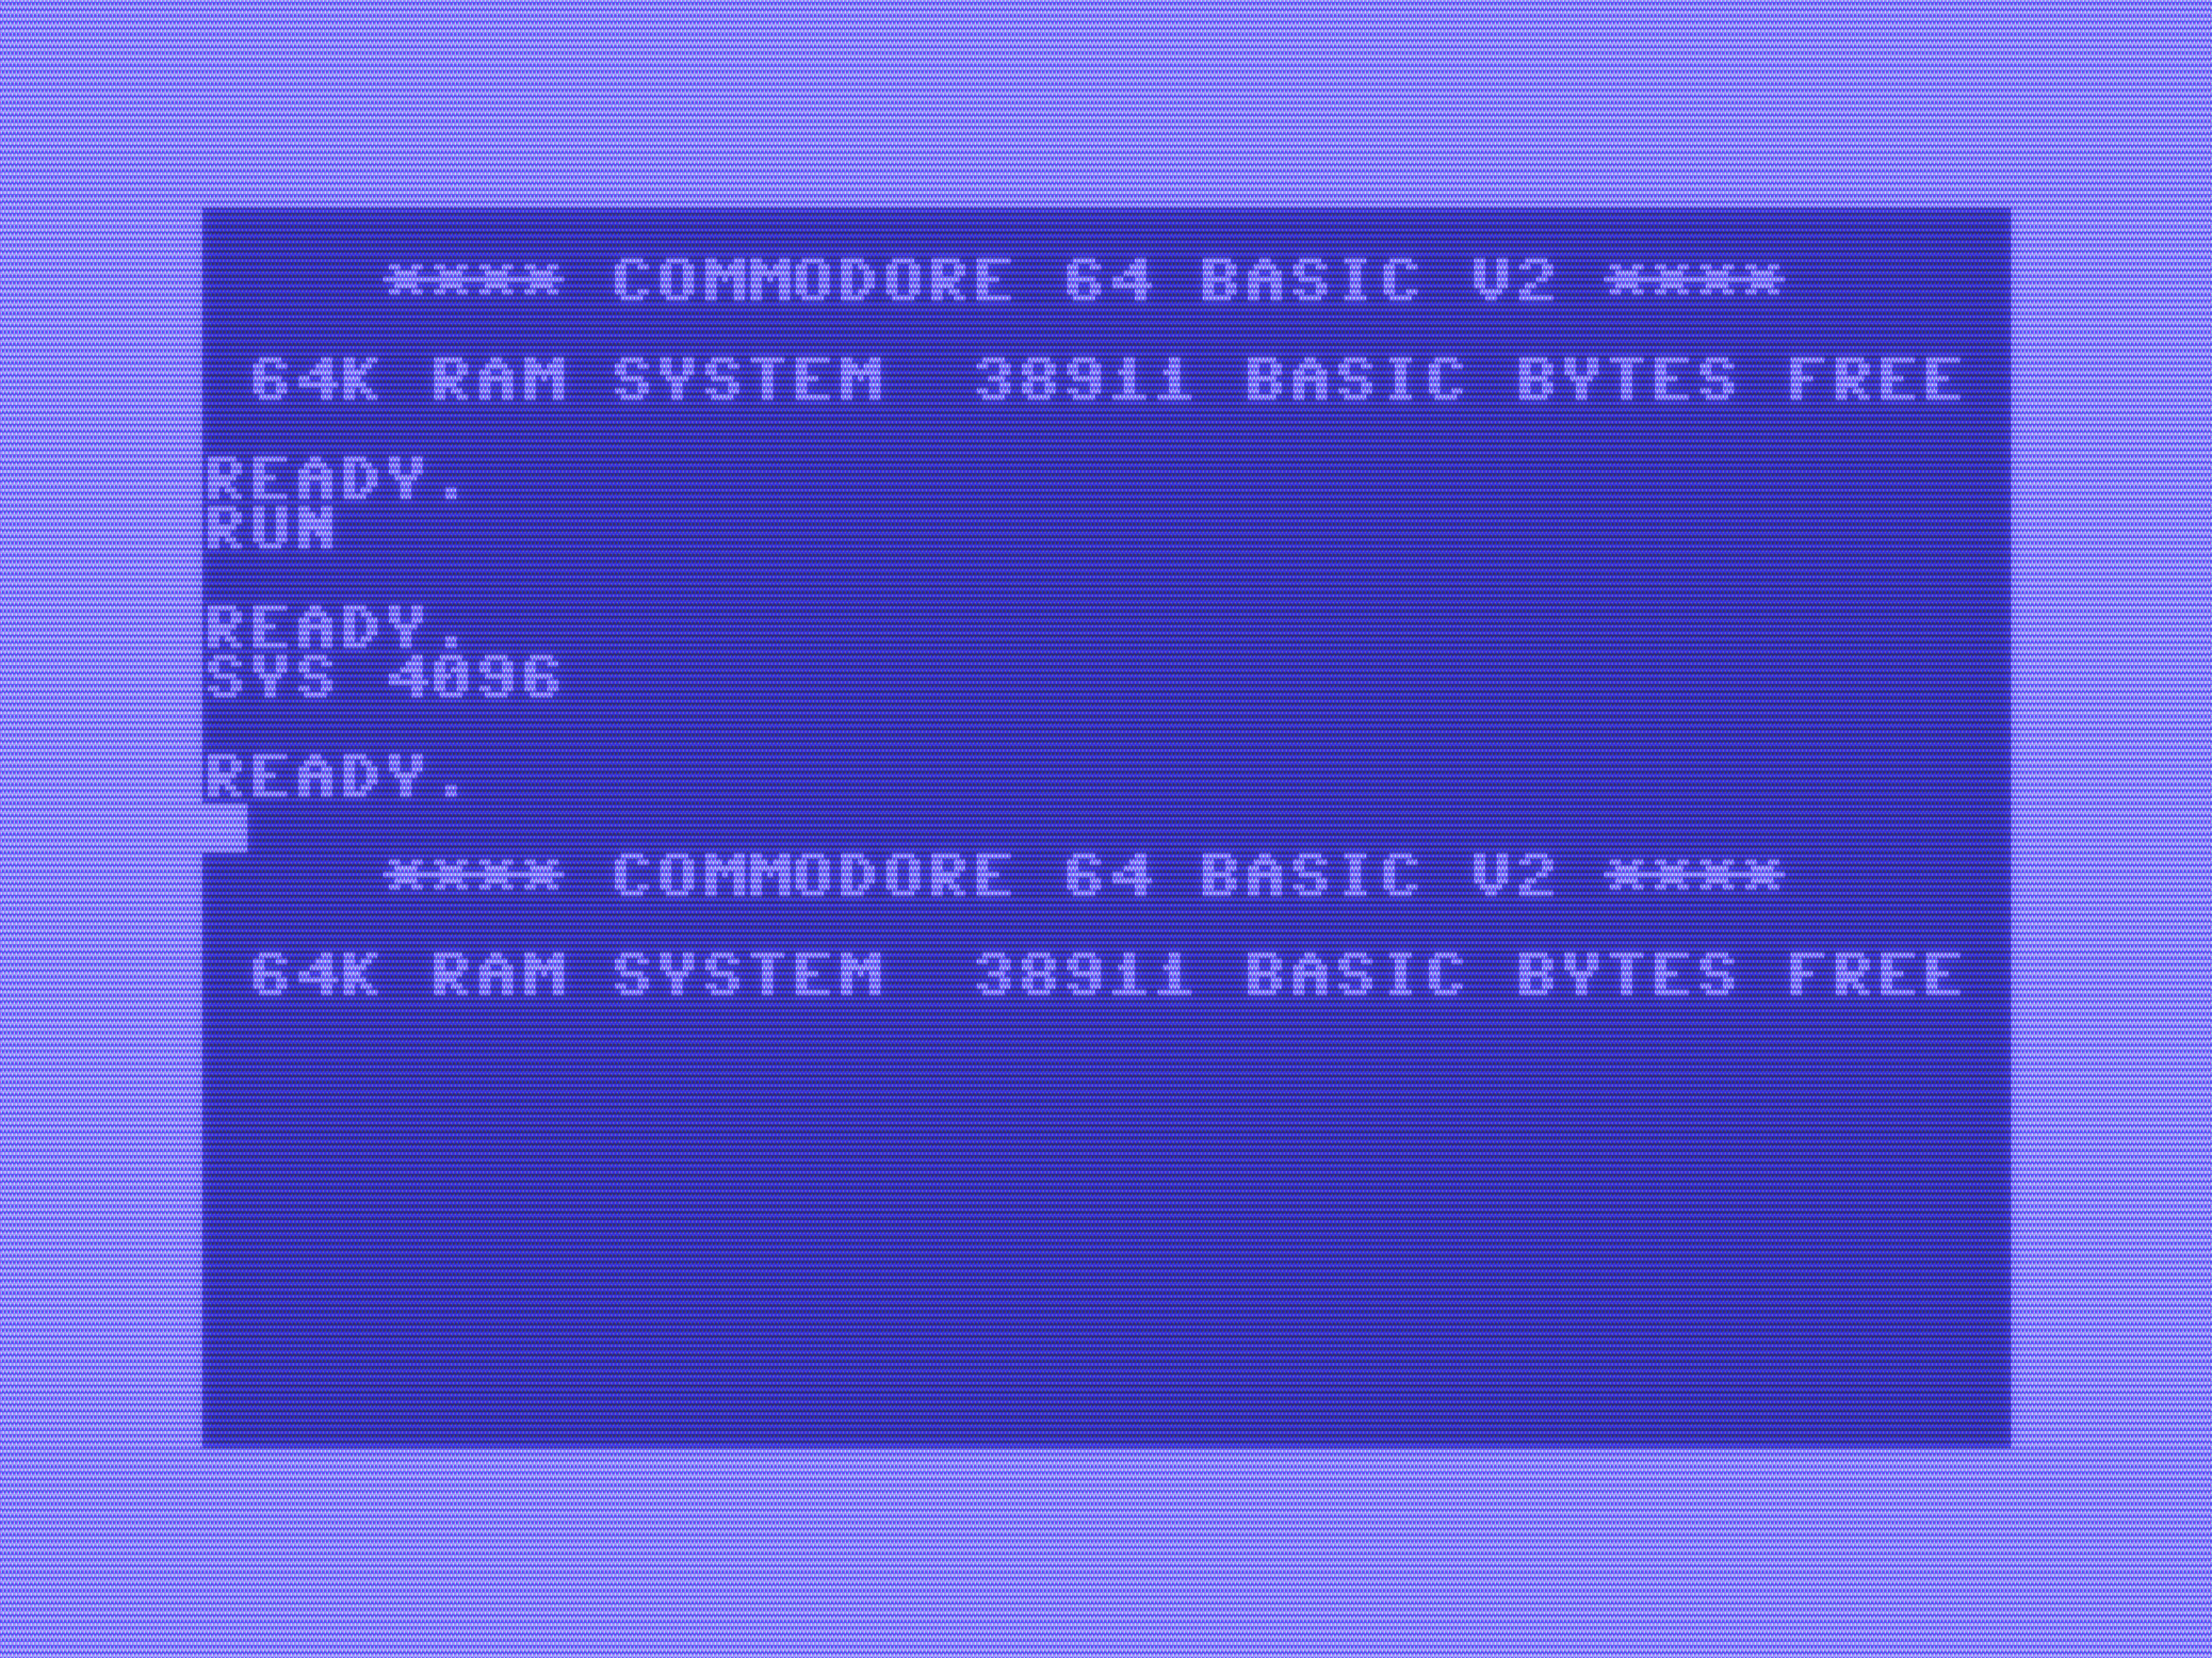 **** COMMODORE 64 BASIC V2 ****
64K RAM SYSTEM  38911 BASIC BYTES FREE
READY.
RUN
READY.
SYS 4096
READY.
**** COMMODORE 64 BASIC V2 ****
64K RAM SYSTEM  38911 BASIC BYTES FREE